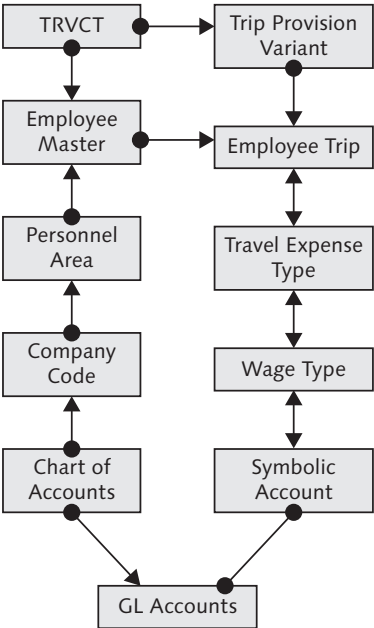 TRVCT
Trip Provision
Variant
Employee
Master
Employee Trip
Personnel
Area
Travel Expense
Type
Company
Code
Wage Type
Chart of
Accounts
Symbolic
Account
GL Accounts